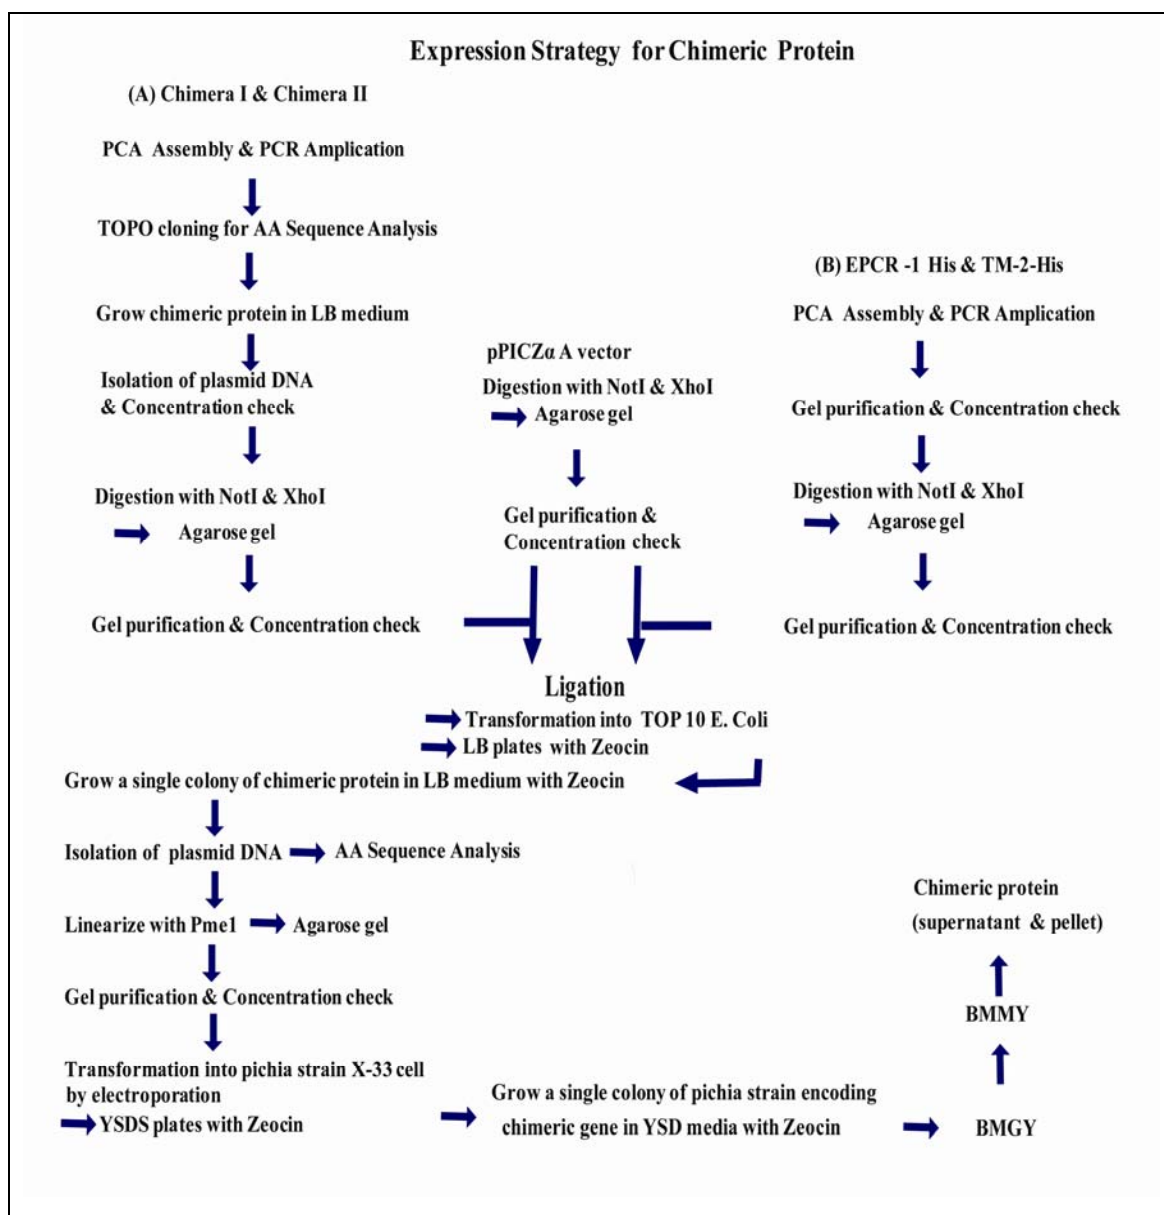 Expression Strategy for Chimeric Protein
(A) Chimera I & Chimera II
PCA Assembly & PCR Amplication
TOPO cloning for AA Sequence Analysis
Grow chimeric protein in LB medium
Isolation of plasmid DNA
& Concentration check
Digestion with NotI & XhoI
Agarose gel
Gel purification & Concentration check
pPICZα A vector
Digestion with NotI & XhoI
Agarose gel
Gel purification &
Concentration check
(B) EPCR -1 His & TM-2-His
PCA Assembly & PCR Amplication
Gel purification & Concentration check
Digestion with NotI & XhoI
Agarose gel
Gel purification & Concentration check
Ligation
Transformation into TOP 10 E. Coli
LB plates with Zeocin
Grow a single colony of chimeric protein in LB medium with Zeocin
Isolation of plasmid DNA
AA Sequence Analysis
Linearize with Pme1
Agarose gel
Gel purification & Concentration check
Transformation into pichia strain X-33 cell
by electroporation
YSDS plates with Zeocin
Grow a single colony of pichia strain encoding
chimeric gene in YSD media with Zeocin
BMGY
BMMY
Chimeric protein
(supernatant & pellet)